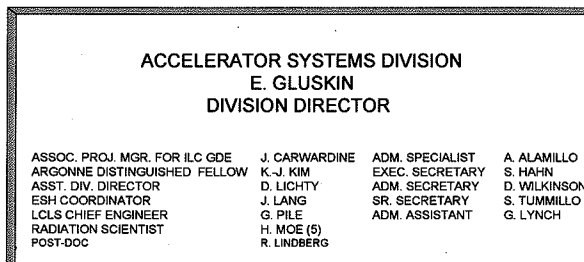 ACCELERATOR SYSTEMS DIVISION
E. GLUSKIN
DIVISION DIRECTOR
ASSOC. PROJ. MGR. FOR ILC GDE J. CARWARDINE ADM. SPECIALIST A. ALAMILLO
ARGONNE DISTINGUISHED FELLOW K.-J. KIM EXEC. SECRETARY S. HAHN
ASST. DIV. DIRECTOR D. LICHTY ADM. SECRETARY D. WILKINSON
ESH COORDINATOR J. LANG SR. SECRETARY S. TUMMILLO
LCLS CHIEF ENGINEER G. PILE ADM. ASSISTANT G. LYNCH
RADIATION SCIENTIST H. MOE (5)
POST-DOC R. LINDBERG